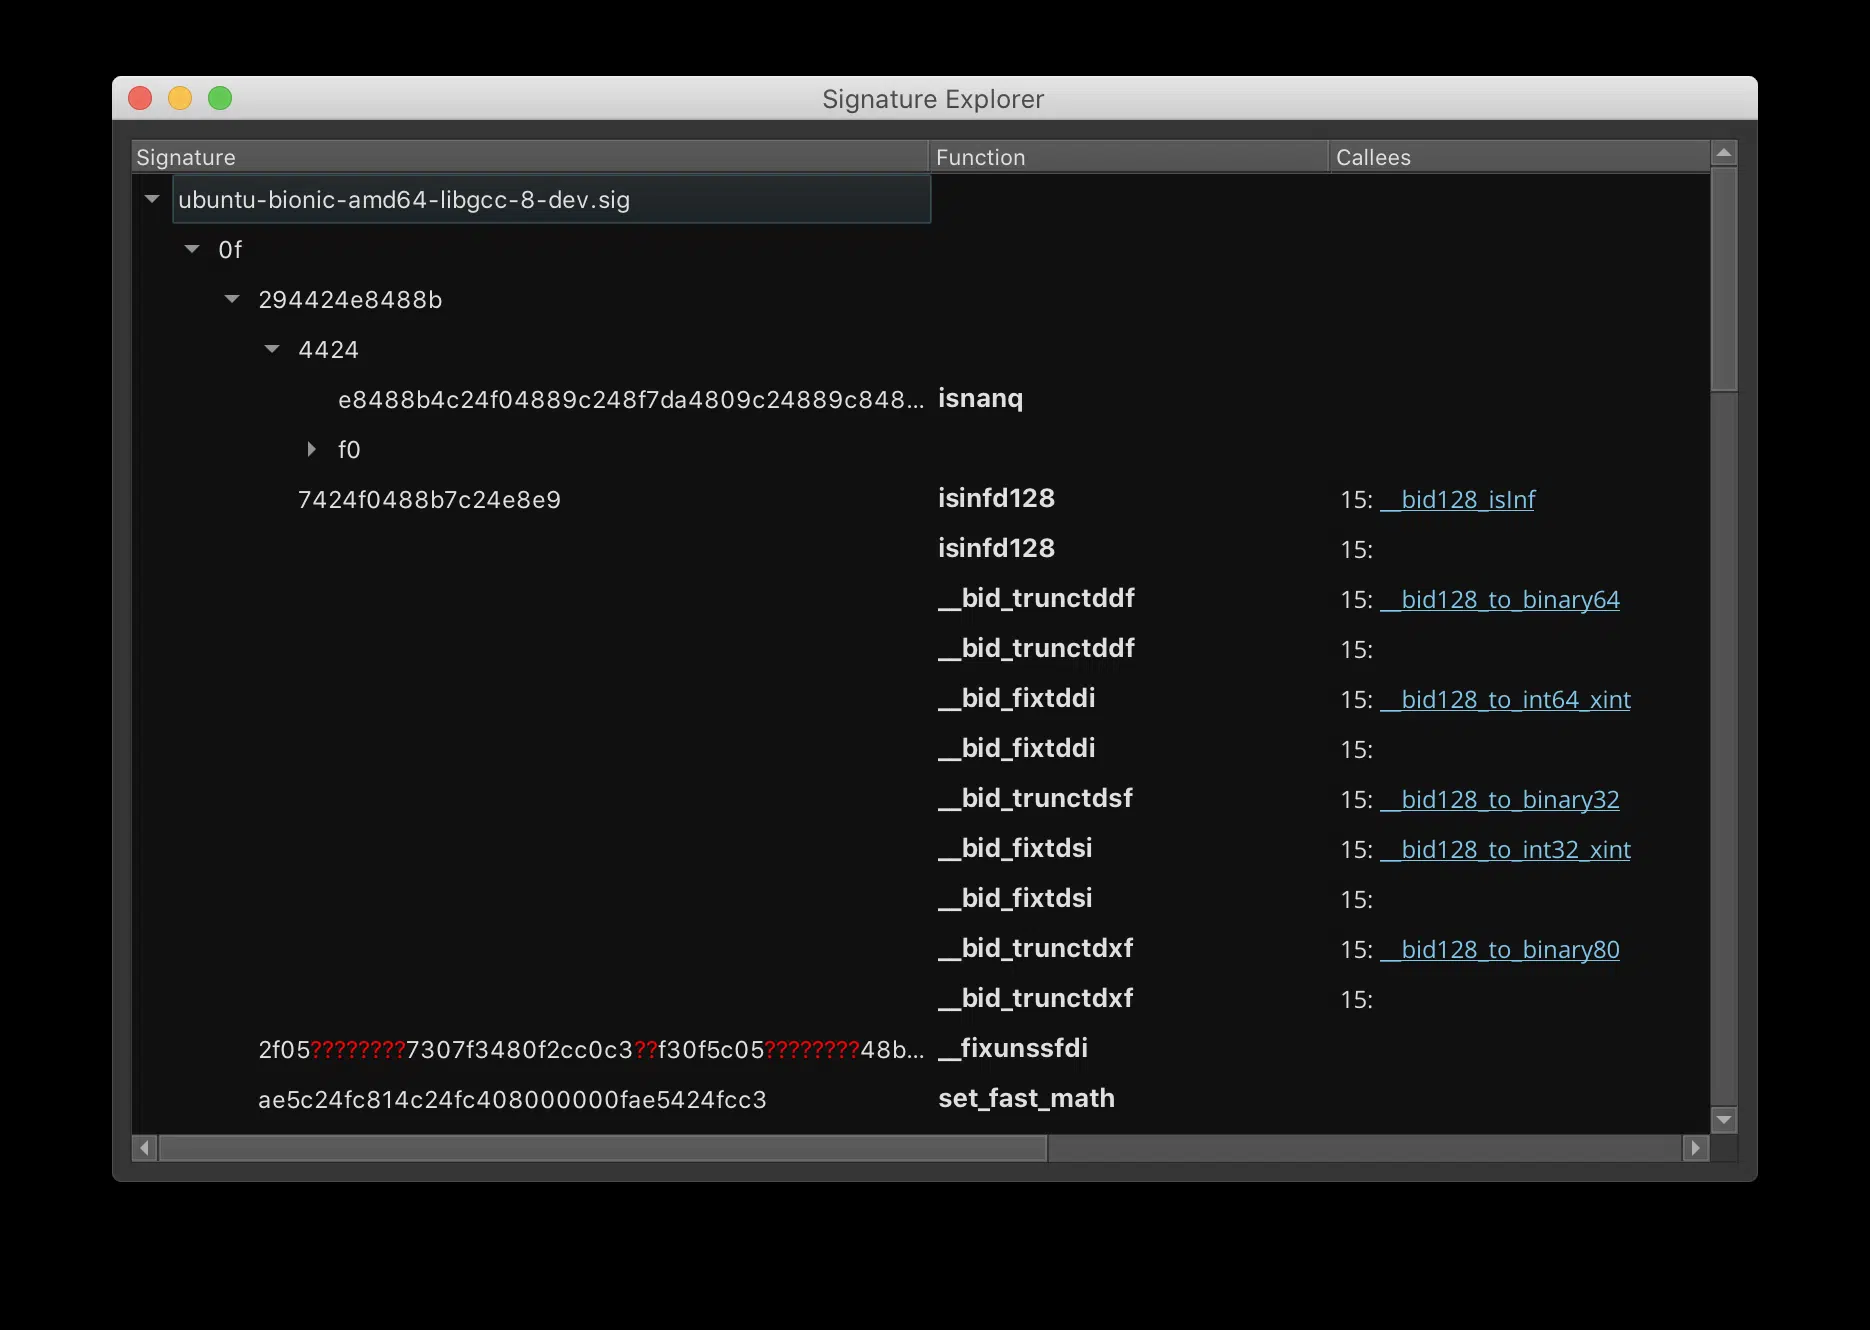 Signature Explorer
Signature Function Callees
ubuntu-bionic-amd64-libgcc-8-dev.sig
0f
294424e8488b
4424
e8488b4c24f04889c248f7da4809c24889c848... isnanq
f0
7424f0488b7c24e8e9 isinfd128 15: __bid128_isInf
isinfd128 15:
__bid_trunctddf 15: __bid128_to_binary64
__bid_trunctddf 15:
__bid_fixtddi 15: __bid128_to_int64_xint
__bid_fixtddi 15:
__bid_trunctdsf 15: __bid128_to_binary32
__bid_fixtdsi 15: __bid128_to_int32_xint
__bid_fixtdsi 15:
__bid_trunctdxf 15: __bid128_to_binary80
__bid_trunctdxf 15:
2f05????????7307f3480f2cc0c3??f30f5c05????????48b... __fixunssfdi
ae5c24fc814c24fc408000000fae5424fcc3 set_fast_math